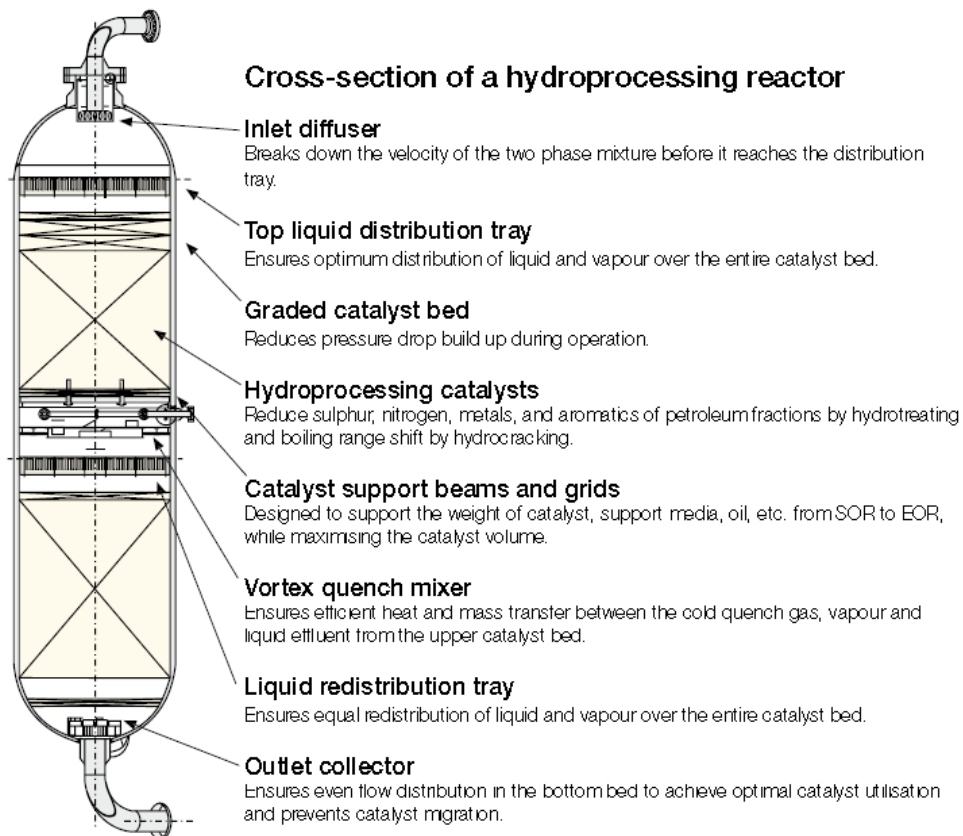 Cross-section of a hydroprocessing reactor
Inlet diffuser
Breaks down the velocity of the two phase mixture before it reaches the distribution
tray.
Top liquid distribution tray
Ensures optimum distribution of liquid and vapour over the entire catalyst bed.
Graded catalyst bed
Reduces pressure drop build up during operation.
Hydroprocessing catalysts
Reduce sulphur, nitrogen, metals, and aromatics of petroleum fractions by hydrotreating
and boiling range shift by hydrocracking.
Catalyst support beams and grids
Designed to support the weight of catalyst, support media, oil, etc. from SOR to EOR,
while maximising the catalyst volume.
Vortex quench mixer
Ensures efficient heat and mass transfer between the cold quench gas, vapour and
liquid effluent from the upper catalyst bed.
Liquid redistribution tray
Ensures equal redistribution of liquid and vapour over the entire catalyst bed.
Outlet collector
Ensures even flow distribution in the bottom bed to achieve optimal catalyst utilisation
and prevents catalyst migration.